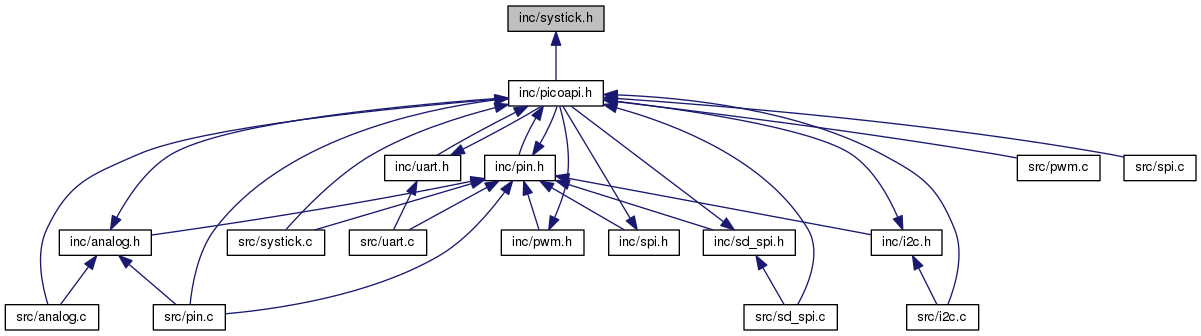 inc/systick.h
inc/picoapi.h
inc/uart.h
inc/pin.h
src/pwm.c
src/spi.c
inc/analog.h
src/systick.c
src/uart.c
inc/pwm.h
inc/spi.h
inc/sd_spi.h
inc/i2c.h
src/analog.c
src/pin.c
src/sd_spi.c
src/i2c.c